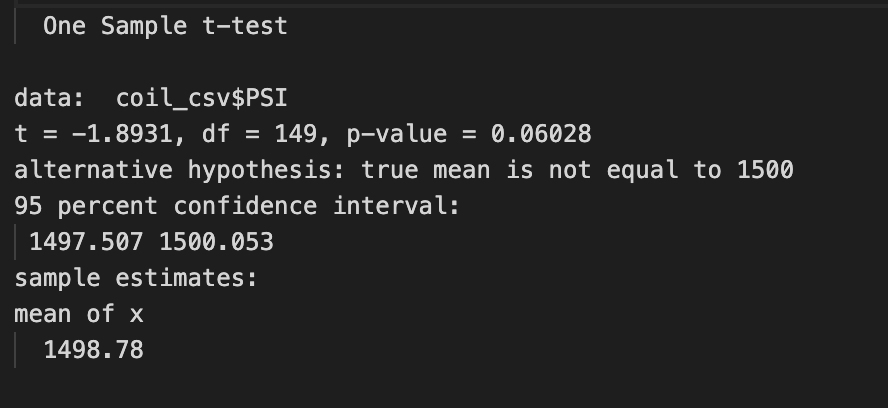 One Sample t-test
data:  coil_csv$PSI
t = -1.8931, df = 149, p-value = 0.06028
alternative hypothesis: true mean is not equal to 1500
95 percent confidence interval:
1497.507 1500.053
sample estimates:
mean of x
1498.78